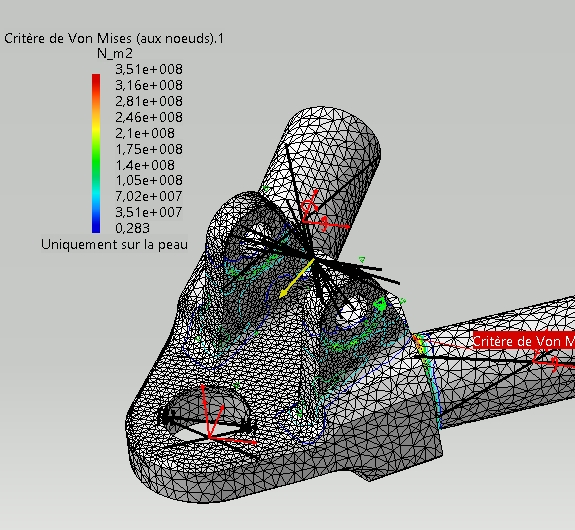 Critère de Von Mises (aux noeuds).1
N_m2
3,51e+008
3,16e+008
2,81e+008
2,46e+008
2,1e+008
1,75e+008
1,4e+008
1,05e+008
7,02e+007
3,51e+007
0,283
Uniquement sur la peau
Critère de Von M